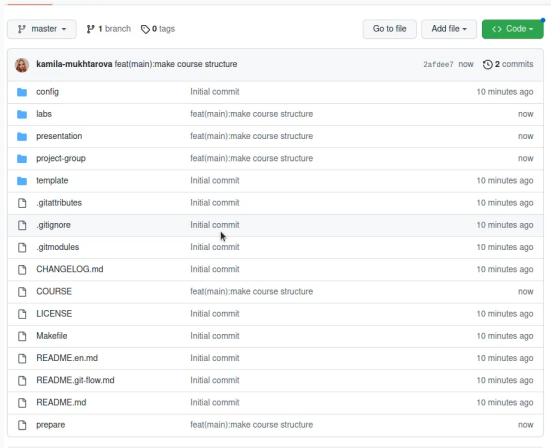 master 1 branch 0 tags Go to file Add file Code
kamila-mukhtarova feat(main):make course structure 2afdee7 now 2 commits
config Initial commit 10 minutes ago
labs feat(main):make course structure now
presentation feat(main):make course structure now
project-group feat(main):make course structure now
template Initial commit 10 minutes ago
.gitattributes Initial commit 10 minutes ago
.gitignore Initial commit 10 minutes ago
.gitmodules Initial commit 10 minutes ago
CHANGELOG.md Initial commit 10 minutes ago
COURSE feat(main):make course structure now
LICENSE Initial commit 10 minutes ago
Makefile Initial commit 10 minutes ago
README.en.md Initial commit 10 minutes ago
README.git-flow.md Initial commit 10 minutes ago
README.md Initial commit 10 minutes ago
prepare feat(main):make course structure now